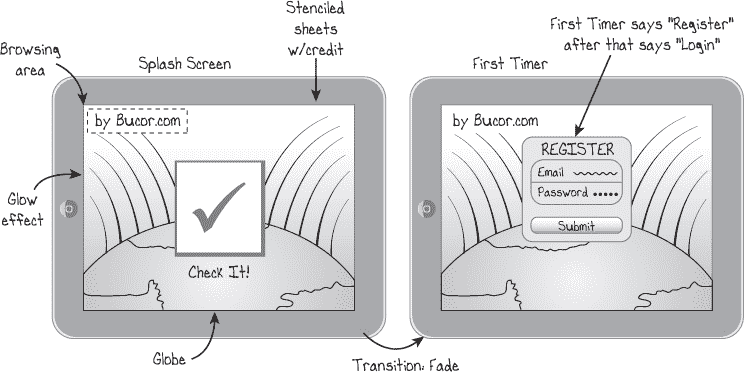 Browsing
area
Splash Screen
Stenciled
sheets
w/credit
First Timer
First Timer says "Register"
after that says "Login"
by Bucor.com
Glow
effect
Check It!
Globe
by Bucor.com
REGISTER
Email
Password
Submit
Transition: Fade